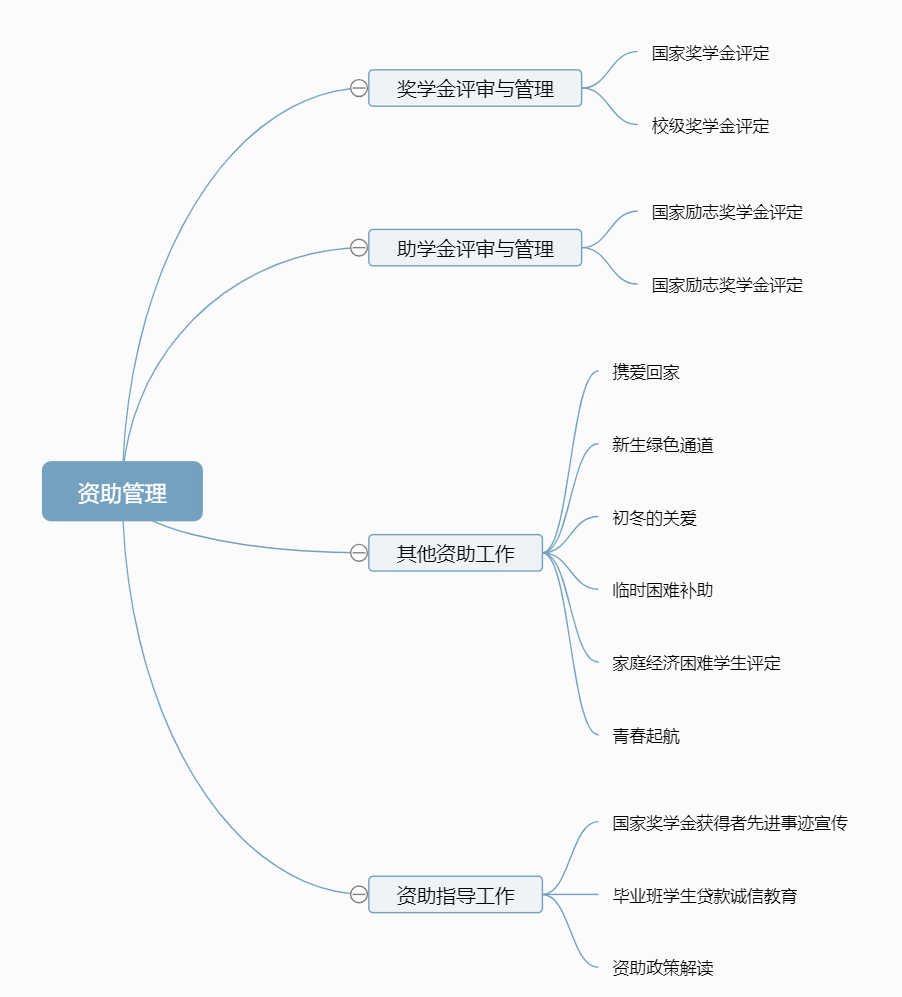 资助管理
奖学金评审与管理
国家奖学金评定
校级奖学金评定
助学金评审与管理
国家励志奖学金评定
国家励志奖学金评定
其他资助工作
携爱回家
新生绿色通道
初冬的关爱
临时困难补助
家庭经济困难学生评定
青春起航
资助指导工作
国家奖学金获得者先进事迹宣传
毕业班学生贷款诚信教育
资助政策解读